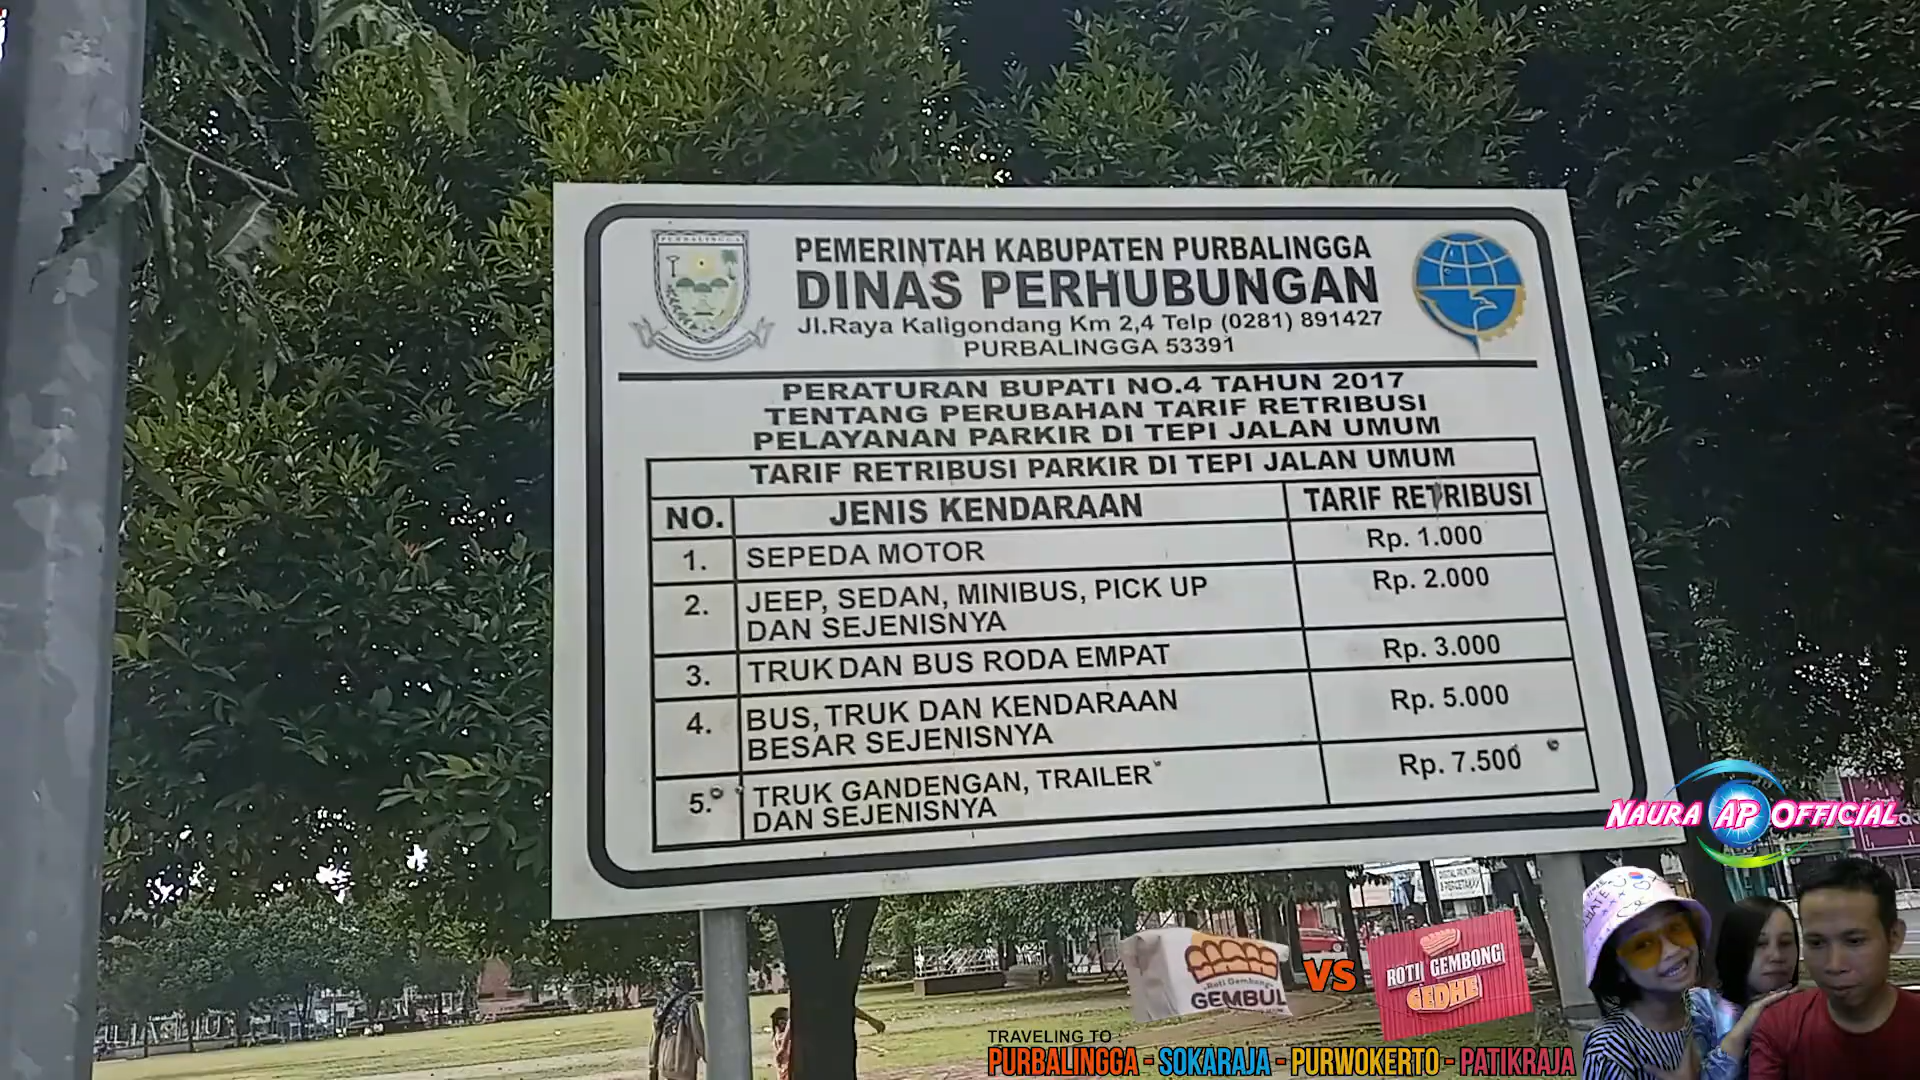 PURBALINGGA
PEMERINTAH KABUPATEN PURBALINGGA
DINAS PERHUBUNGAN
Jl.Raya Kaligondang Km 2,4 Telp (0281) 891427
PURBALINGGA 53391
PERATURAN BUPATI NO.4 TAHUN 2017
TENTANG PERUBAHAN TARIF RETRIBUSI
PELAYANAN PARKIR DI TEPI JALAN UMUM
TARIF RETRIBUSI PARKIR DI TEPI JALAN UMUM
NO. JENIS KENDARAAN TARIF RETRIBUSI
1. SEPEDA MOTOR Rp. 1.000
2. JEEP, SEDAN, MINIBUS, PICK UP Rp. 2.000
DAN SEJENISNYA
3. TRUK DAN BUS RODA EMPAT Rp. 3.000
4. BUS, TRUK DAN KENDARAAN Rp. 5.000
BESAR SEJENISNYA
5. TRUK GANDENGAN, TRAILER Rp. 7.500
DAN SEJENISNYA
NAURA AP OFFICIAL
DIGITAL PRINTING
Roti Gembong
GEMBUL
VS
ROTI GEMBONG
GEDHE
TRAVELING TO :
PURBALINGGA - SOKARAJA - PURWOKERTO - PATIKRAJA